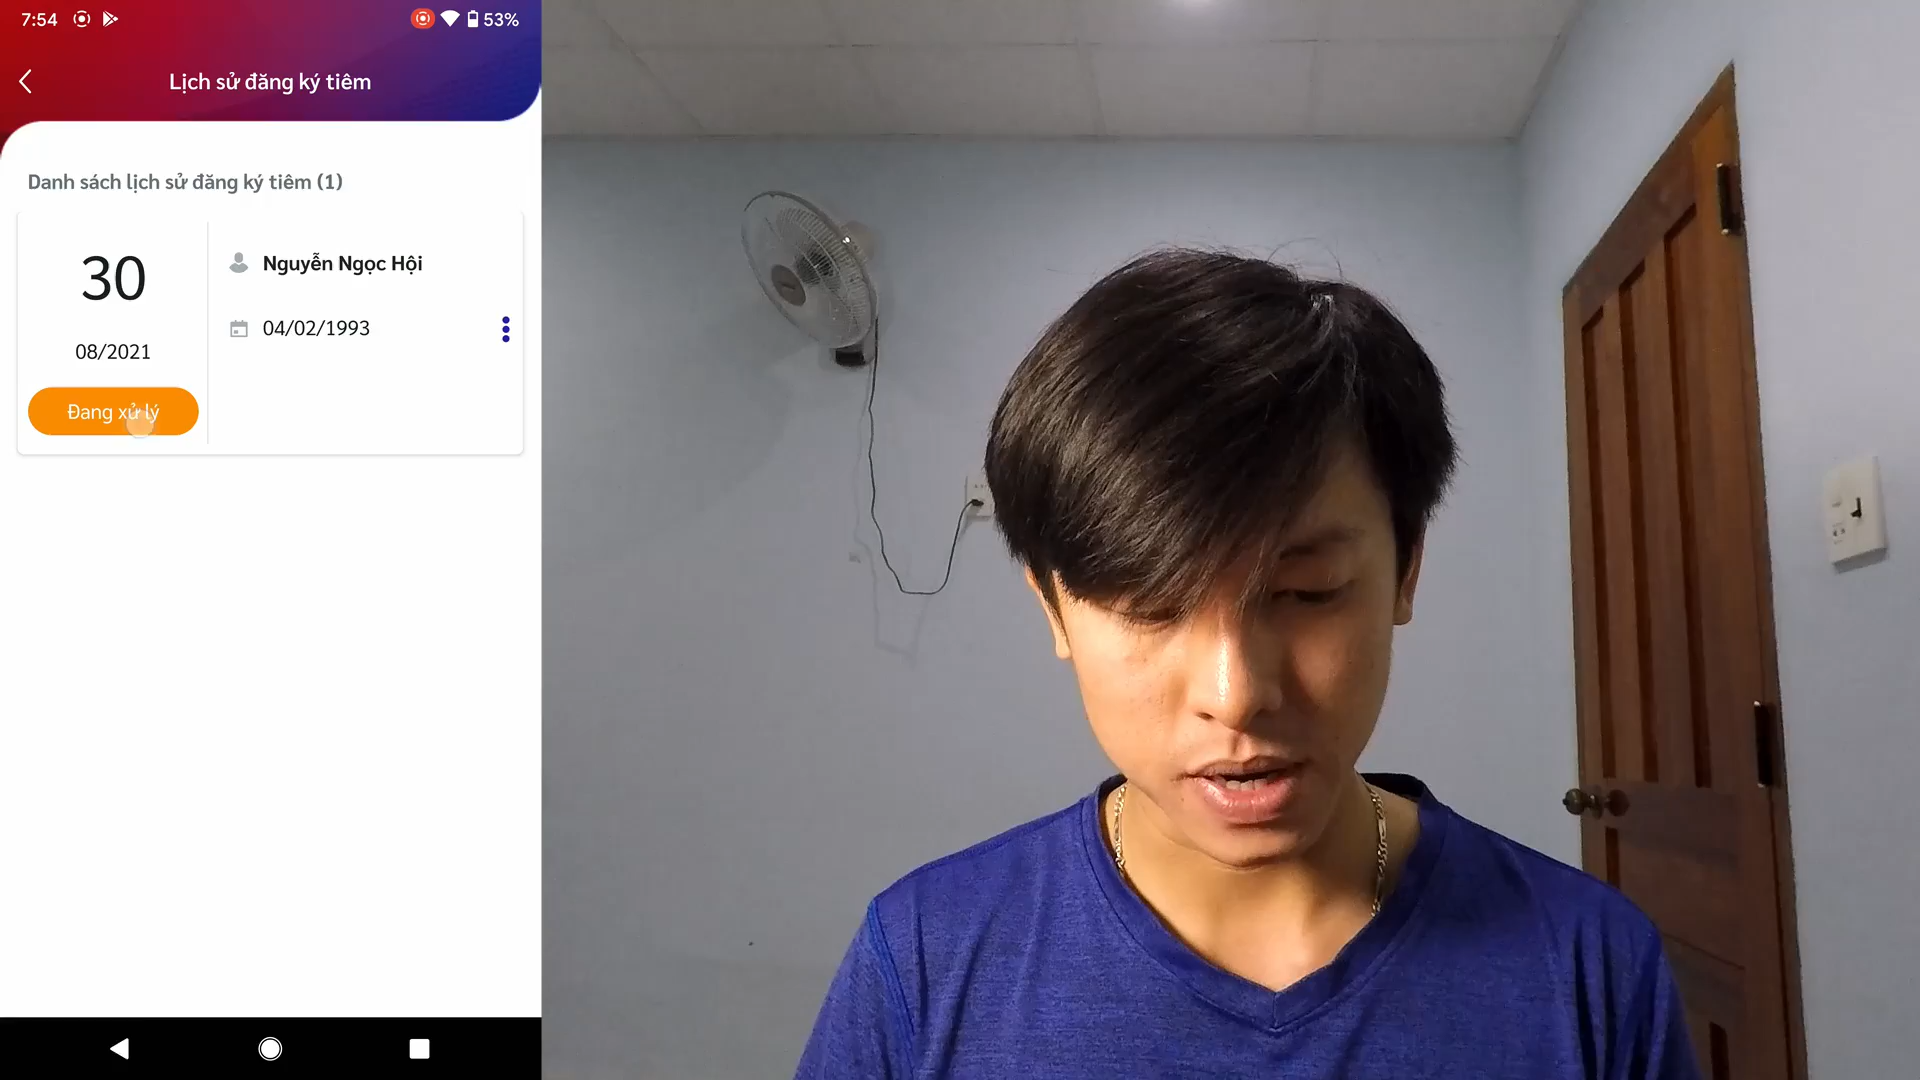 7:54
53%
Lịch sử đăng ký tiêm
Danh sách lịch sử đăng ký tiêm (1)
30
08/2021
Đang xử lý
Nguyễn Ngọc Hội
04/02/1993